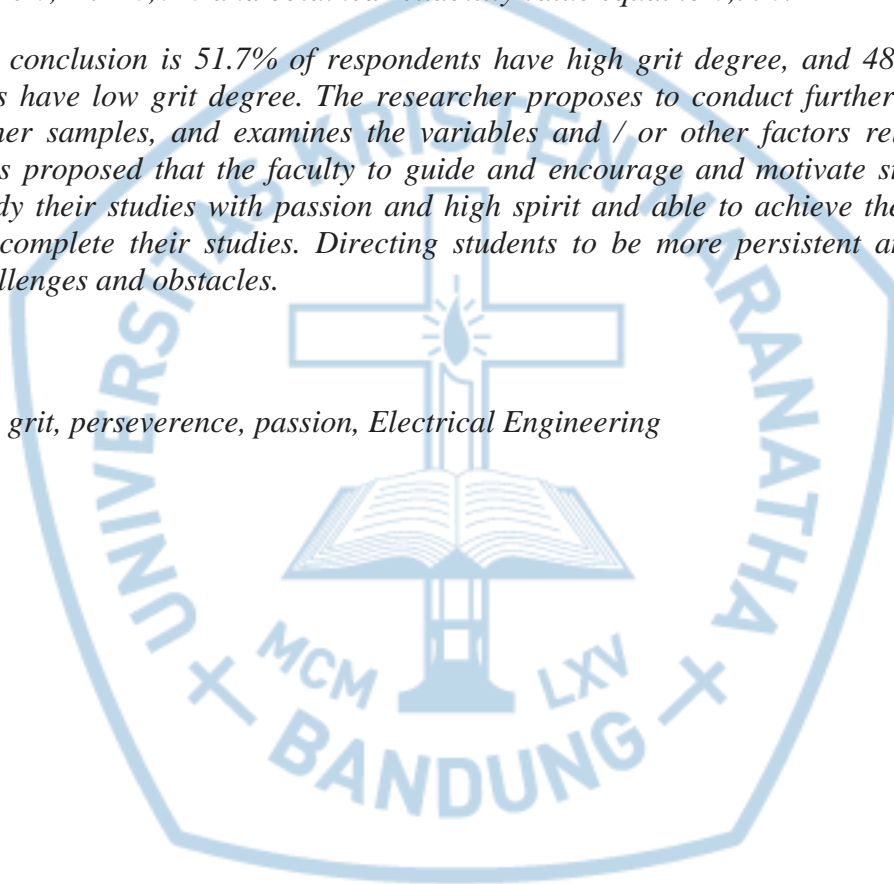 conclusion is 51.7% of respondents have high grit degree, and 48
s have low grit degree. The researcher proposes to conduct further
her samples, and examines the variables and / or other factors re
s proposed that the faculty to guide and encourage and motivate s
dy their studies with passion and high spirit and able to achieve the
complete their studies. Directing students to be more persistent a
llenges and obstacles.
grit, perseverence, passion, Electrical Engineering
UNIVERSITAS KRISTEN MARANATHA
MCM LXV
BANDUNG